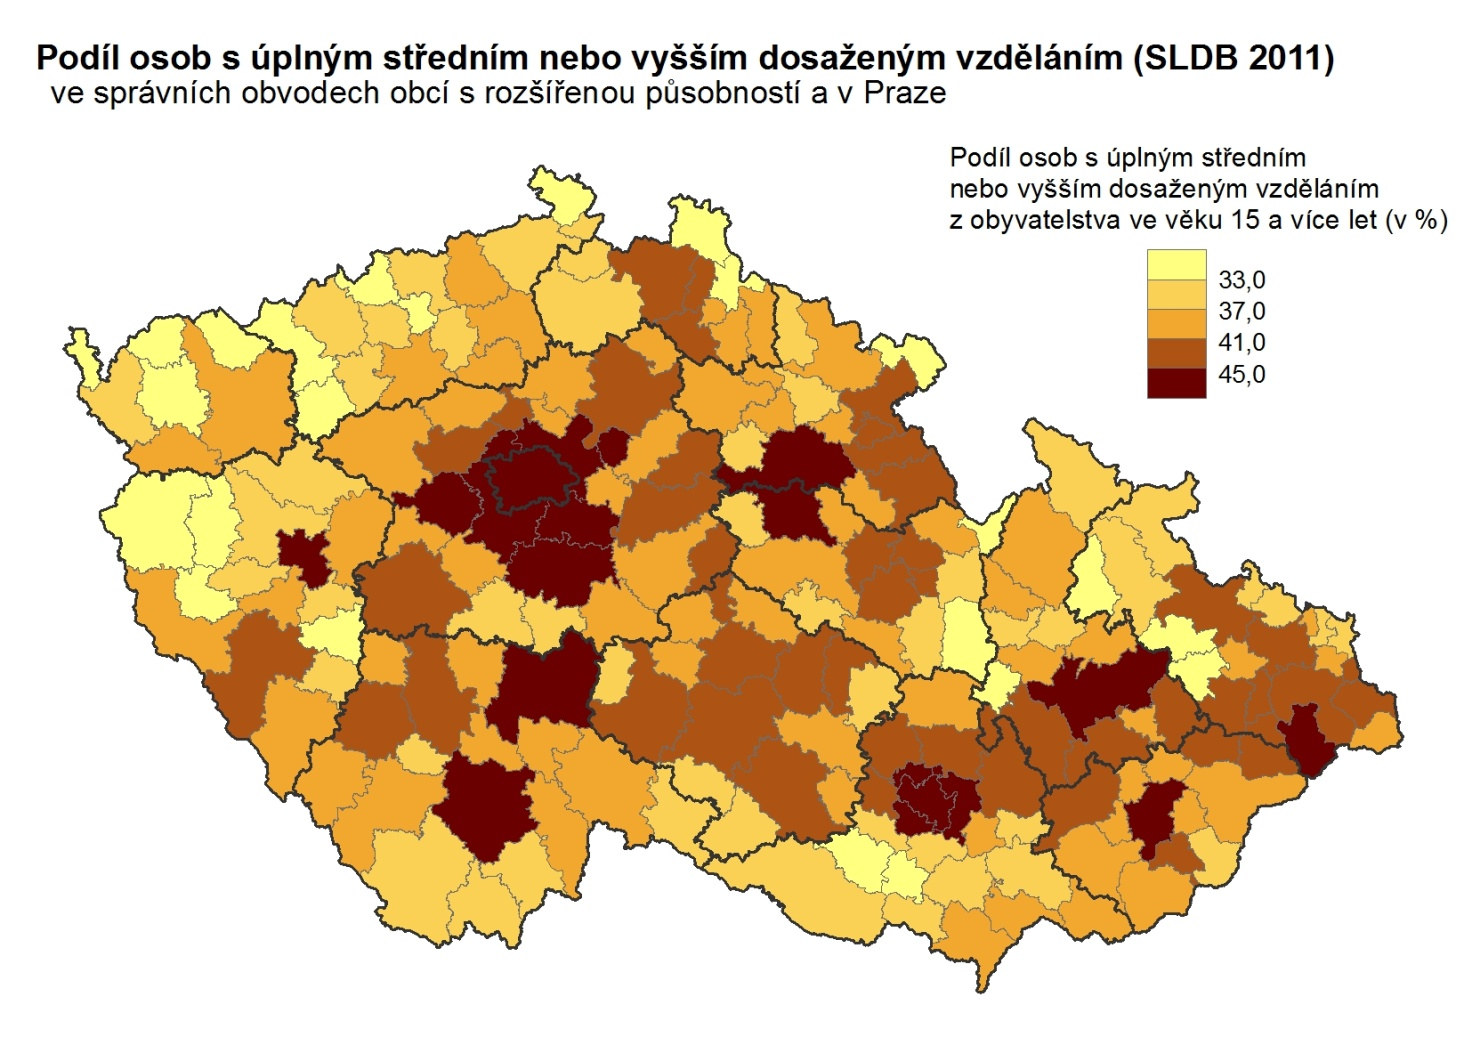 Podíl osob s úplným středním nebo vyšším dosaženým vzděláním (SLDB 2011)
ve správních obvodech obcí s rozšířenou působností a v Praze
Podíl osob s úplným středním
nebo vyšším dosaženým vzděláním
z obyvatelstva ve věku 15 a více let (v %)
33,0
37,0
41,0
45,0